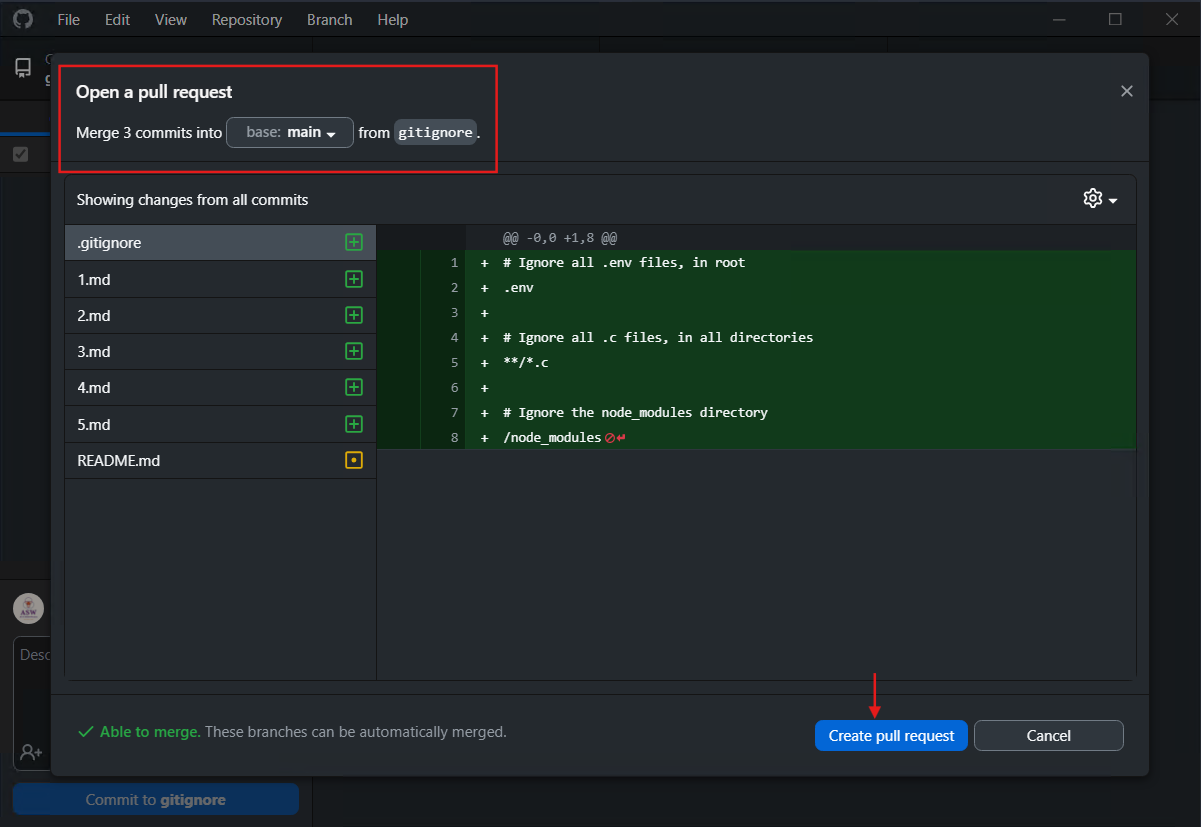 File Edit View Repository Branch Help
Open a pull request
Merge 3 commits into base: main from gitignore.
Showing changes from all commits
.gitignore
1.md
2.md
3.md
4.md
5.md
README.md
@@ -0,0 +1,8 @@
1 + # Ignore all .env files, in root
2 + .env
3 +
4 + # Ignore all .c files, in all directories
5 + **/*.c
6 +
7 + # Ignore the node_modules directory
8 + /node_modules
ASW
Desc
Able to merge. These branches can be automatically merged.
Create pull request Cancel
Commit to gitignore